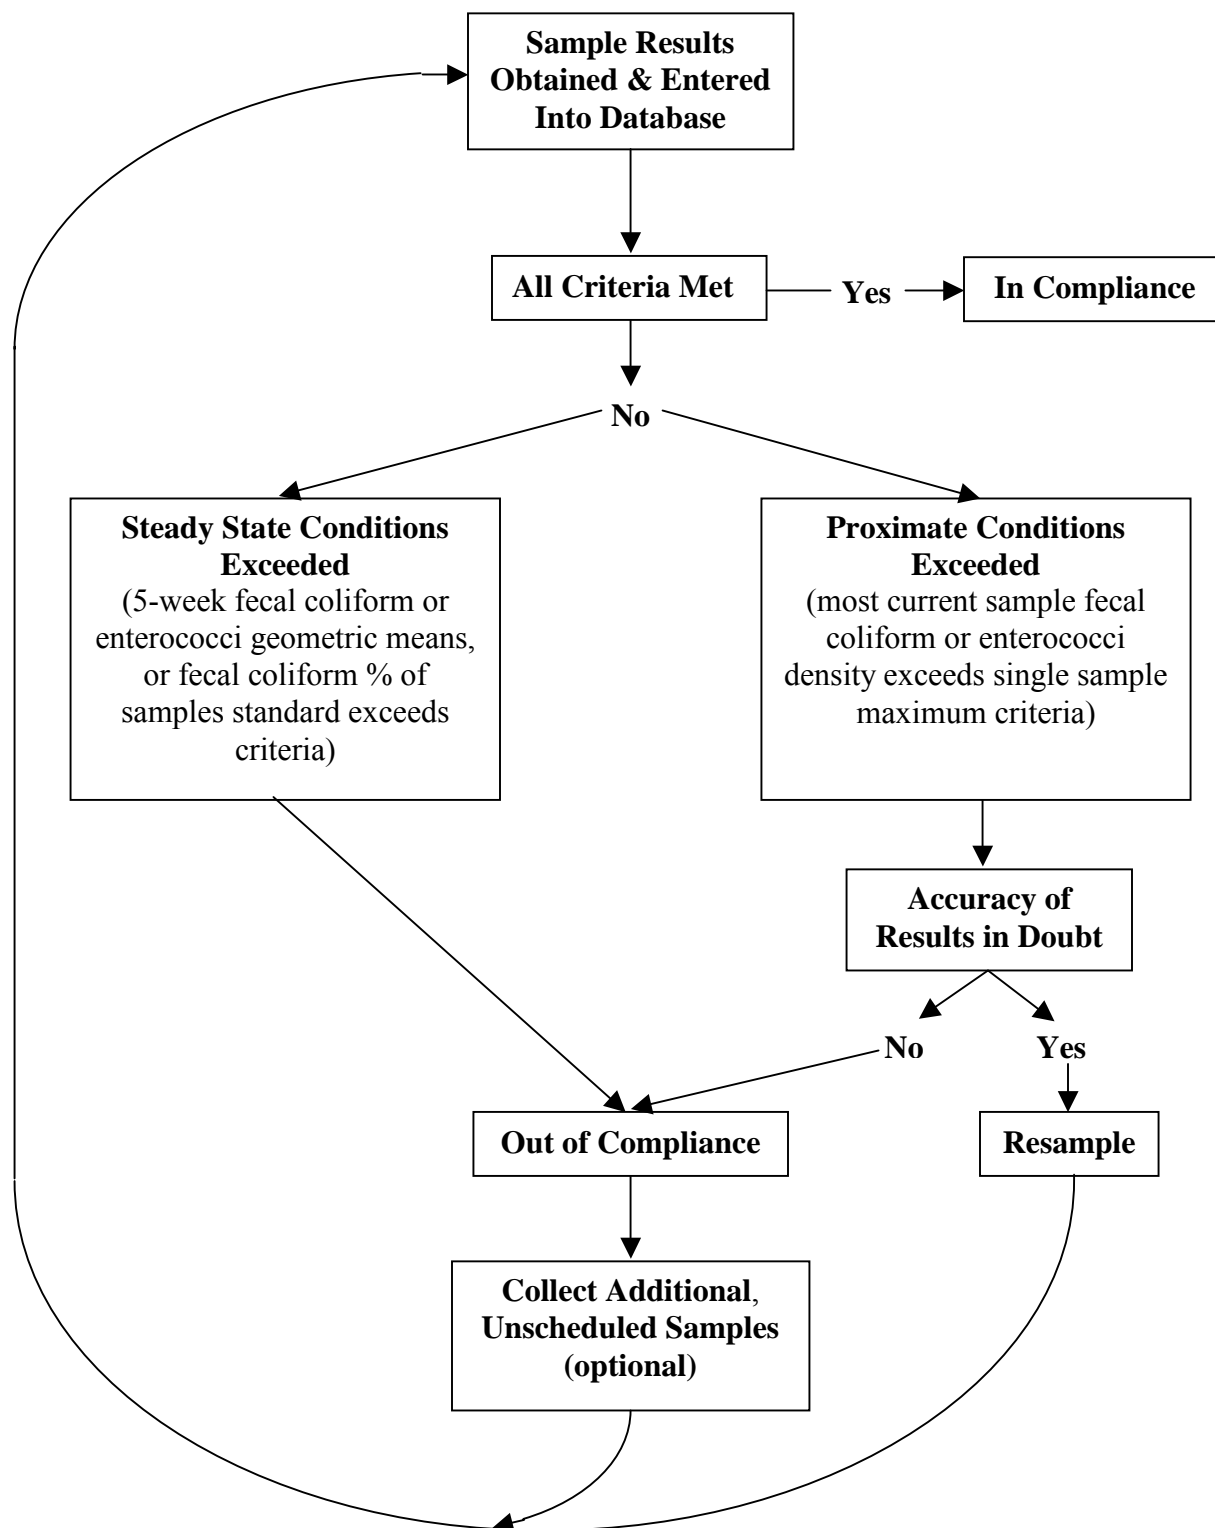 Sample Results
Obtained & Entered
Into Database
All Criteria Met
Yes
In Compliance
No
Steady State Conditions
Exceeded
(5-week fecal coliform or
enterococci geometric means,
or fecal coliform % of
samples standard exceeds
criteria)
Proximate Conditions
Exceeded
(most current sample fecal
coliform or enterococci
density exceeds single sample
maximum criteria)
Accuracy of
Results in Doubt
No
Yes
Out of Compliance
Resample
Collect Additional,
Unscheduled Samples
(optional)